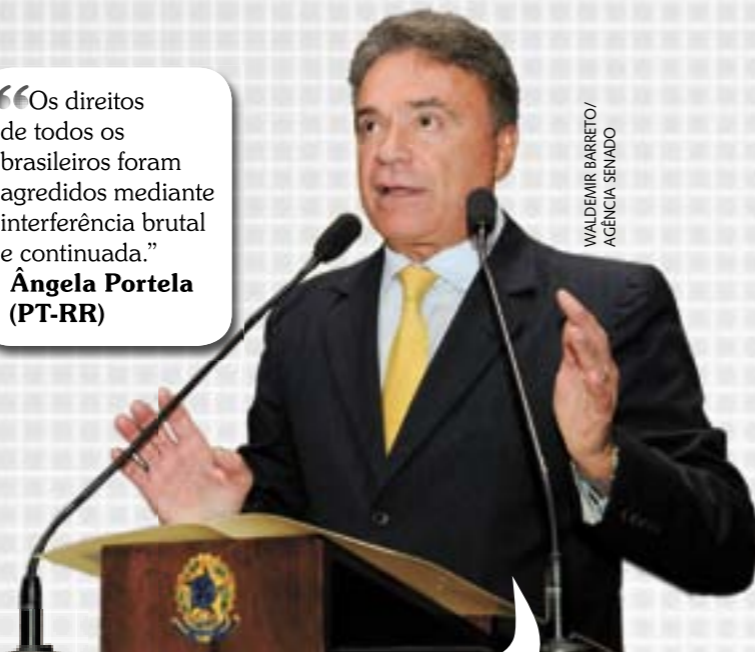 “Os direitos
de todos os
brasileiros foram
agredidos mediante
interferência brutal
e continuada.”
Ângela Portela
(PT-RR)
WALDEMIR BARRETO/
AGÊNCIA SENADO